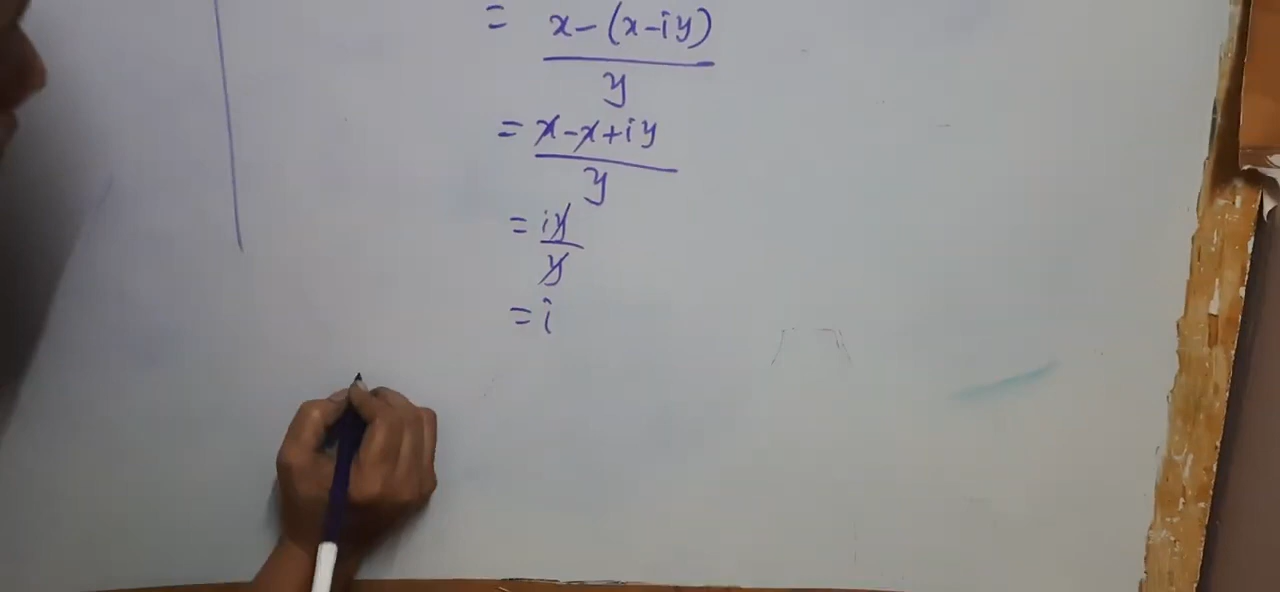 = x-(x-iy)/y
= x-x+iy/y
= iy/y
= i